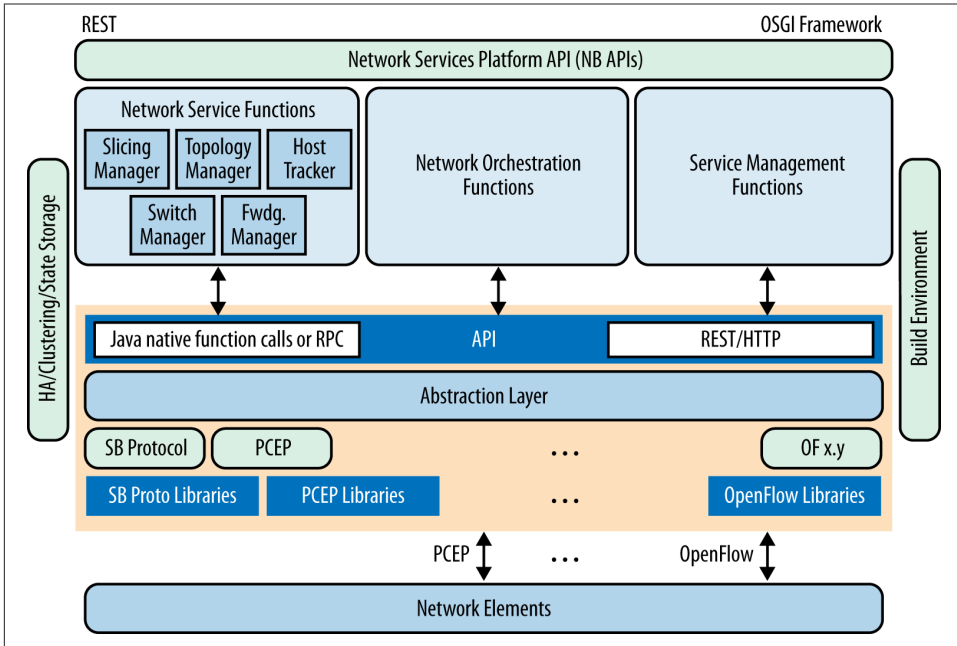 REST
OSGI Framework
Network Services Platform API (NB APIs)
Network Service Functions
Slicing
Manager
Topology
Manager
Host
Tracker
Switch
Manager
Fwdg.
Manager
Network Orchestration
Functions
Service Management
Functions
HA/Clustering/State Storage
Build Environment
Java native function calls or RPC
API
REST/HTTP
Abstraction Layer
SB Protocol
PCEP
...
OF x.y
SB Proto Libraries
PCEP Libraries
...
OpenFlow Libraries
PCEP
...
OpenFlow
Network Elements